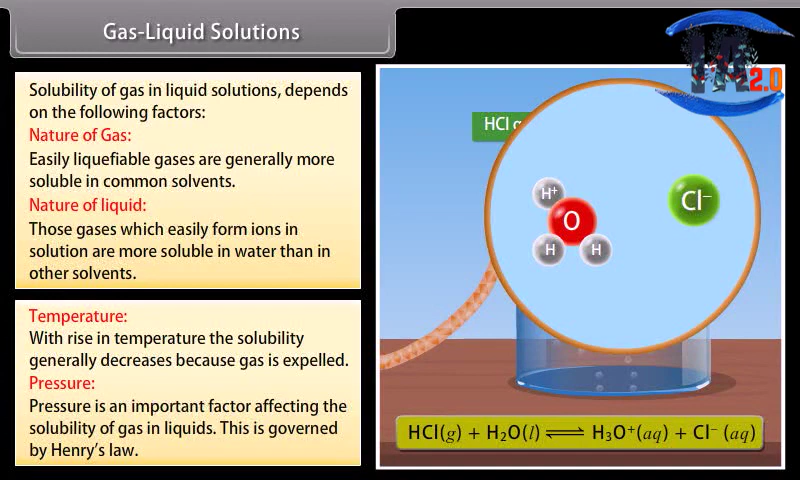 Gas-Liquid Solutions
2.0
Solubility of gas in liquid solutions, depends
on the following factors:
Nature of Gas:
Easily liquefiable gases are generally more
soluble in common solvents.
Nature of liquid:
Those gases which easily form ions in
solution are more soluble in water than in
other solvents.
Temperature:
With rise in temperature the solubility
generally decreases because gas is expelled.
Pressure:
Pressure is an important factor affecting the
solubility of gas in liquids. This is governed
by Henry's law.
HCl
H⁺
O
H
H
Cl⁻
HCl(g) + H₂O(l) ⇌ H₃O⁺(aq) + Cl⁻ (aq)